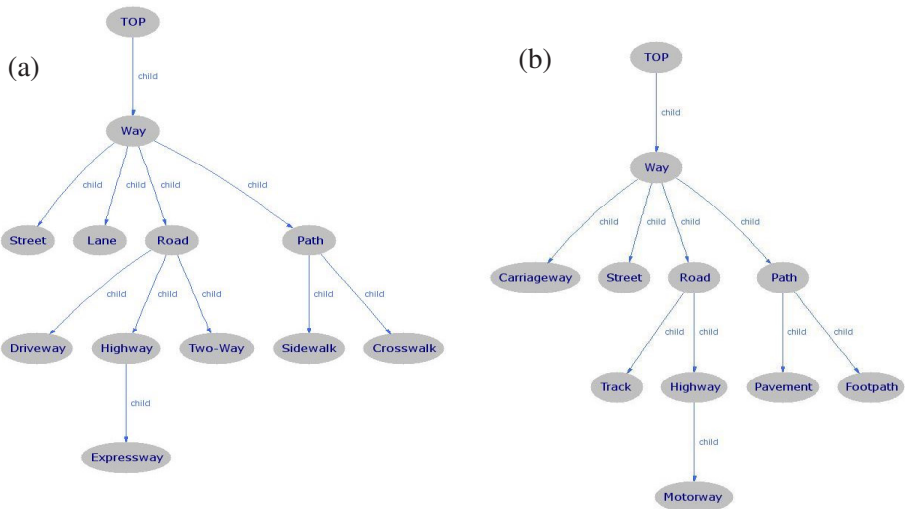 (a)
TOP
child
Way
child child child child
Street Lane Road Path
child child child child child
Driveway Highway Two-Way Sidewalk Crosswalk
child
Expressway
(b)
TOP
child
Way
child child child child
Carriageway Street Road Path
child child child child
Track Highway Pavement Footpath
child
Motorway